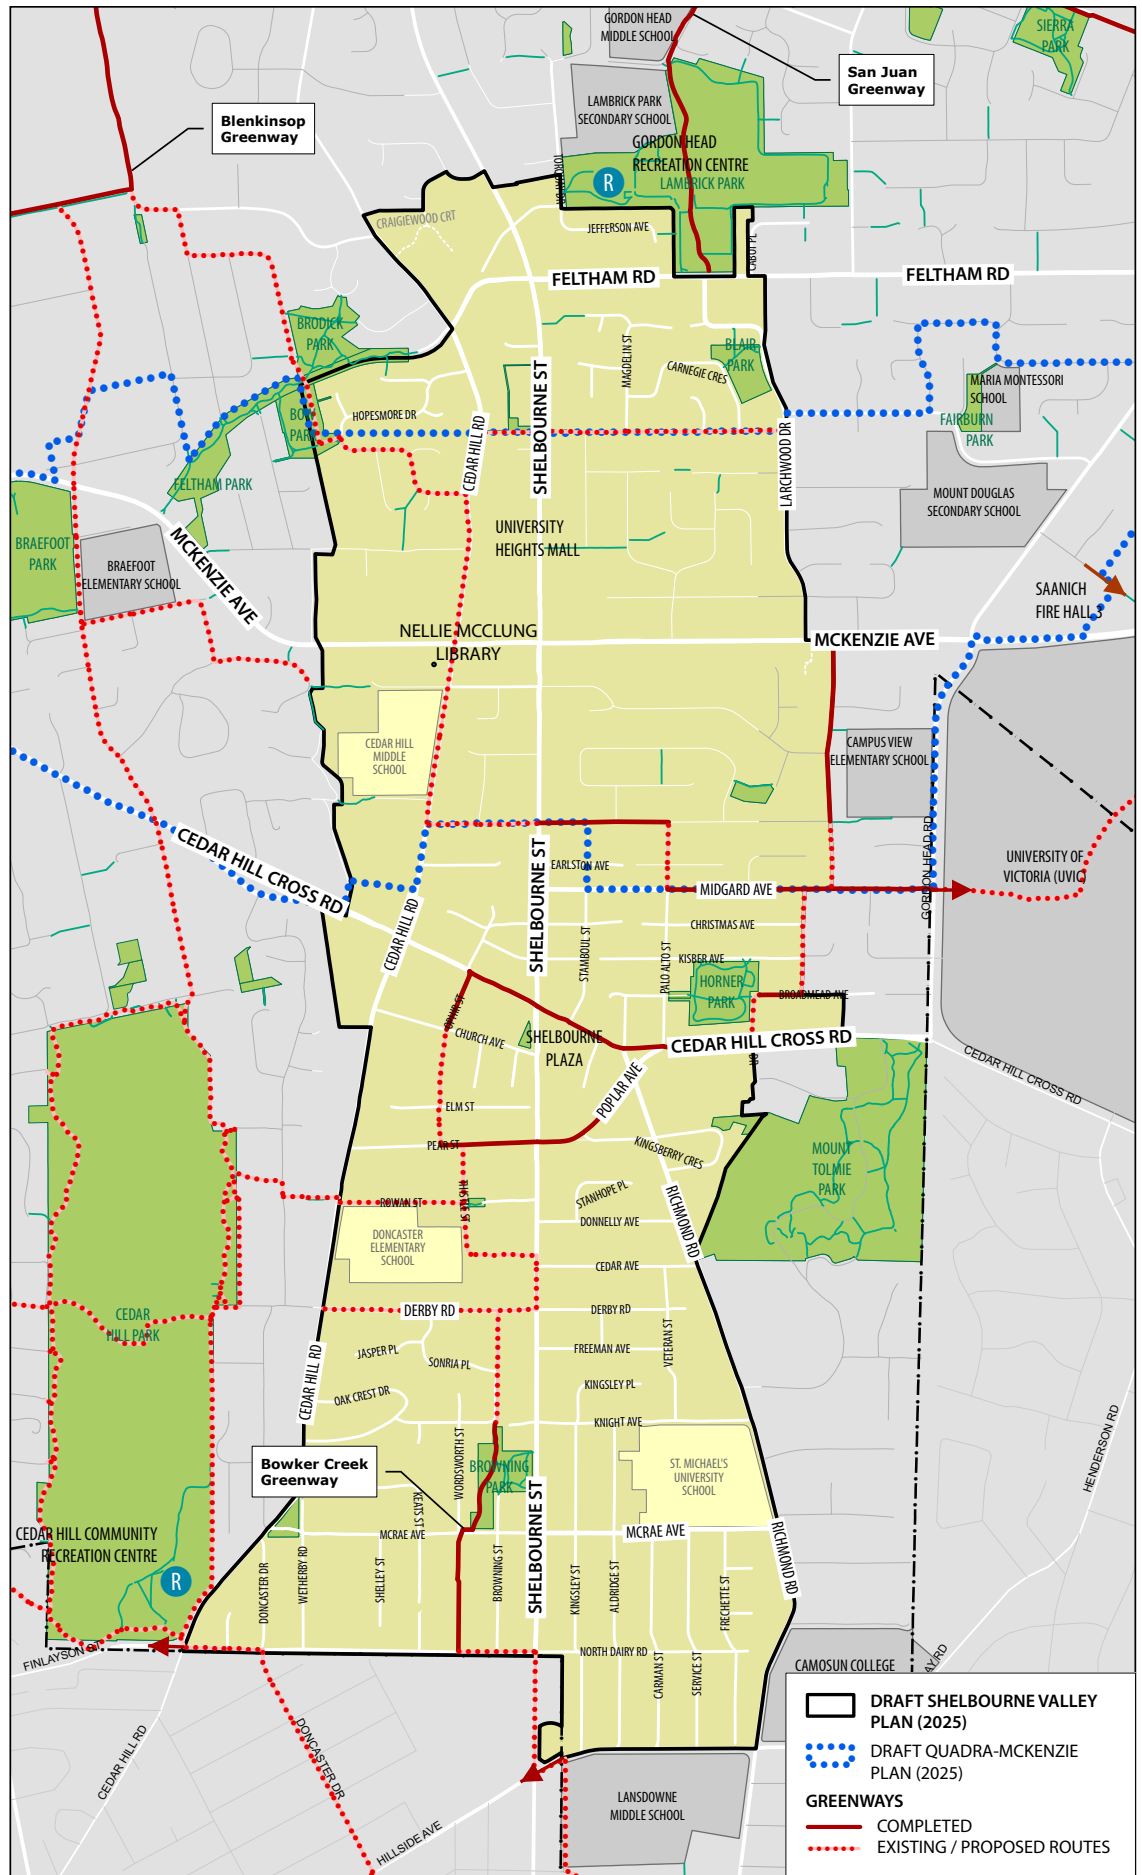 GORDON HEAD
MIDDLE SCHOOL
SIERRA
PARK
San Juan
Greenway
Blenkinsop
Greenway
LAMBRICK PARK
SECONDARY SCHOOL
GORDON HEAD
RECREATION CENTRE
LAMBRICK PARK
R
TORQUAY DR
CRAIGIEWOOD CRT
JEFFERSON AVE
CABOT PL
FELTHAM RD
FELTHAM RD
BRODICK
PARK
MAGDELIN ST
BLAIR
PARK
CARNEGIE CRES
SHELBOURNE ST
MARIA MONTESSORI
SCHOOL
FAIRBURN
PARK
BOW
PARK
HOPESMORE DR
CEDAR HILL RD
LARCHWOOD DR
FELTHAM PARK
MOUNT DOUGLAS
SECONDARY SCHOOL
UNIVERSITY
HEIGHTS MALL
BRAEFOOT
PARK
MCKENZIE AVE
BRAEFOOT
ELEMENTARY SCHOOL
SAANICH
FIRE HALL 3
NELLIE MCCLUNG
LIBRARY
MCKENZIE AVE
CEDAR HILL
MIDDLE
SCHOOL
CAMPUS VIEW
ELEMENTARY SCHOOL
CEDAR HILL CROSS RD
SHELBOURNE ST
EARLSTON AVE
GORDON HEAD RD
UNIVERSITY OF
VICTORIA (UVIC)
MIDGARD AVE
CEDAR HILL RD
CHRISTMAS AVE
STAMBOUL ST
PALO ALTO ST
KISBER AVE
HORNER
PARK
BROADMEAD AVE
CHURCH AVE
SHELBOURNE
PLAZA
CEDAR HILL CROSS RD
CEDAR HILL CROSS RD
POPLAR AVE
ELM ST
PEAR ST
KINGSBERRY CRES
MOUNT
TOLMIE
PARK
THISTLE ST
STANHOPE PL
ROWAN ST
RICHMOND RD
DONNELLY AVE
DONCASTER
ELEMENTARY
SCHOOL
CEDAR AVE
DERBY RD
DERBY RD
CEDAR
HILL PARK
VETERAN ST
JASPER PL
SONRIA PL
FREEMAN AVE
CEDAR HILL RD
OAK CREST DR
KINGSLEY PL
KNIGHT AVE
HENDERSON RD
WORDSWORTH ST
Bowker Creek
Greenway
BROWNING
PARK
ST. MICHAEL'S
UNIVERSITY
SCHOOL
KEATS ST
SHELBOURNE ST
CEDAR HILL COMMUNITY
RECREATION CENTRE
R
MCRAE AVE
MCRAE AVE
RICHMOND RD
DONCASTER DR
WETHERBY RD
SHELLEY ST
BROWNING ST
KINGSLEY ST
ALDRIDGE ST
FRECHETTE ST
FINLAYSON ST
NORTH DAIRY RD
CARMAN ST
SERVICE ST
CAMOSUN COLLEGE
CEDAR HILL RD
DONCASTER DR
HILLSIDE AVE
LANSDOWNE
MIDDLE SCHOOL
DRAFT SHELBOURNE VALLEY
PLAN (2025)
DRAFT QUADRA-MCKENZIE
PLAN (2025)
GREENWAYS
COMPLETED
EXISTING / PROPOSED ROUTES